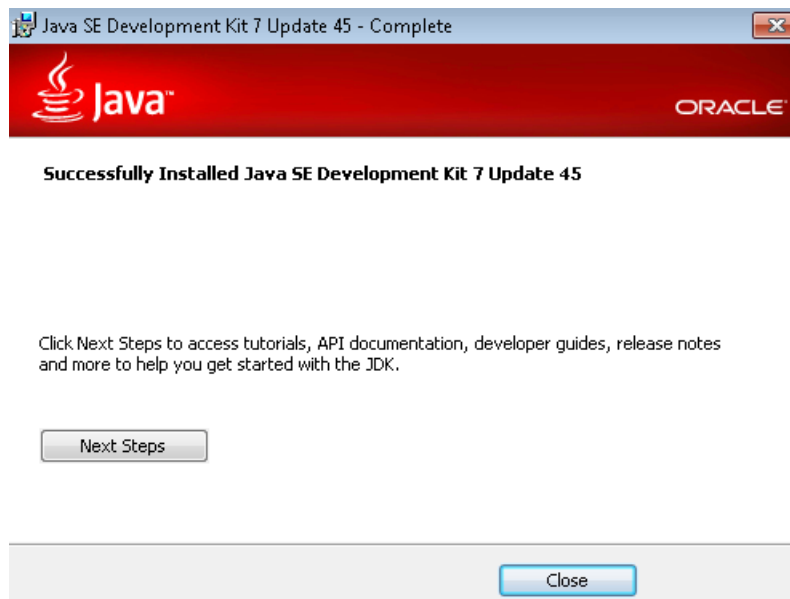 Java SE Development Kit 7 Update 45 - Complete
Java™
ORACLE
Successfully Installed Java SE Development Kit 7 Update 45
Click Next Steps to access tutorials, API documentation, developer guides, release notes
and more to help you get started with the JDK.
Next Steps
Close